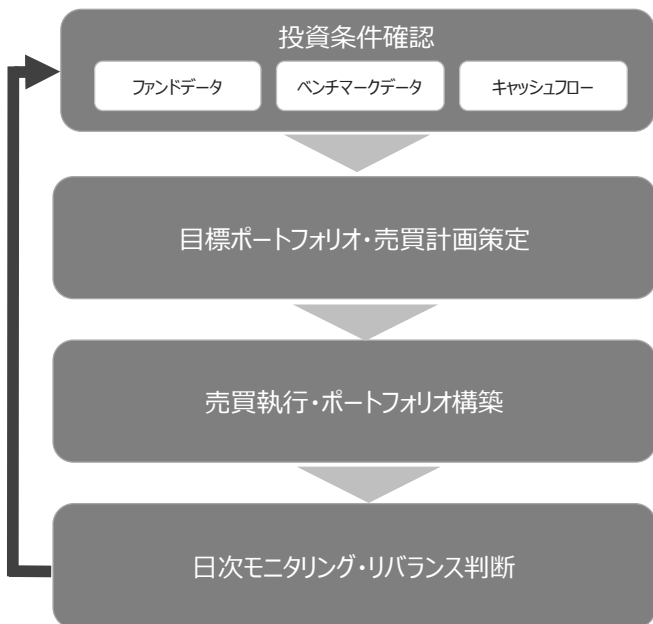 投資条件確認
ファンドデータ
ベンチマークデータ
キャッシュフロー
目標ポートフォリオ・売買計画策定
売買執行・ポートフォリオ構築
日次モニタリング・リバランス判断